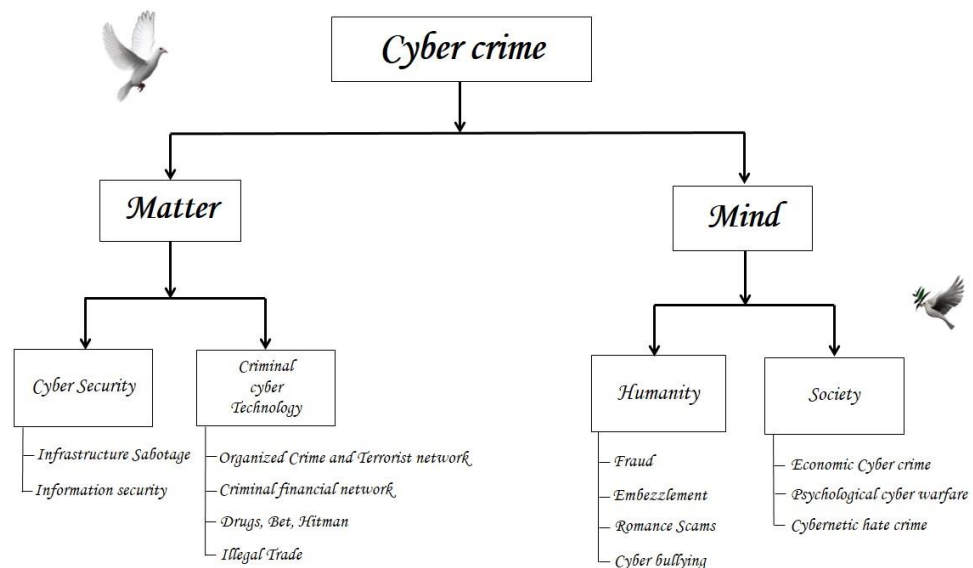 Cyber crime
Matter
Mind
Cyber Security
Criminal
cyber
Technology
Humanity
Society
Infrastructure Sabotage
Information security
Organized Crime and Terrorist network
Criminal financial network
Drugs, Bet, Hitman
Illegal Trade
Fraud
Embezzlement
Romance Scams
Cyber bullying
Economic Cyber crime
Psychological cyber warfare
Cybernetic hate crime